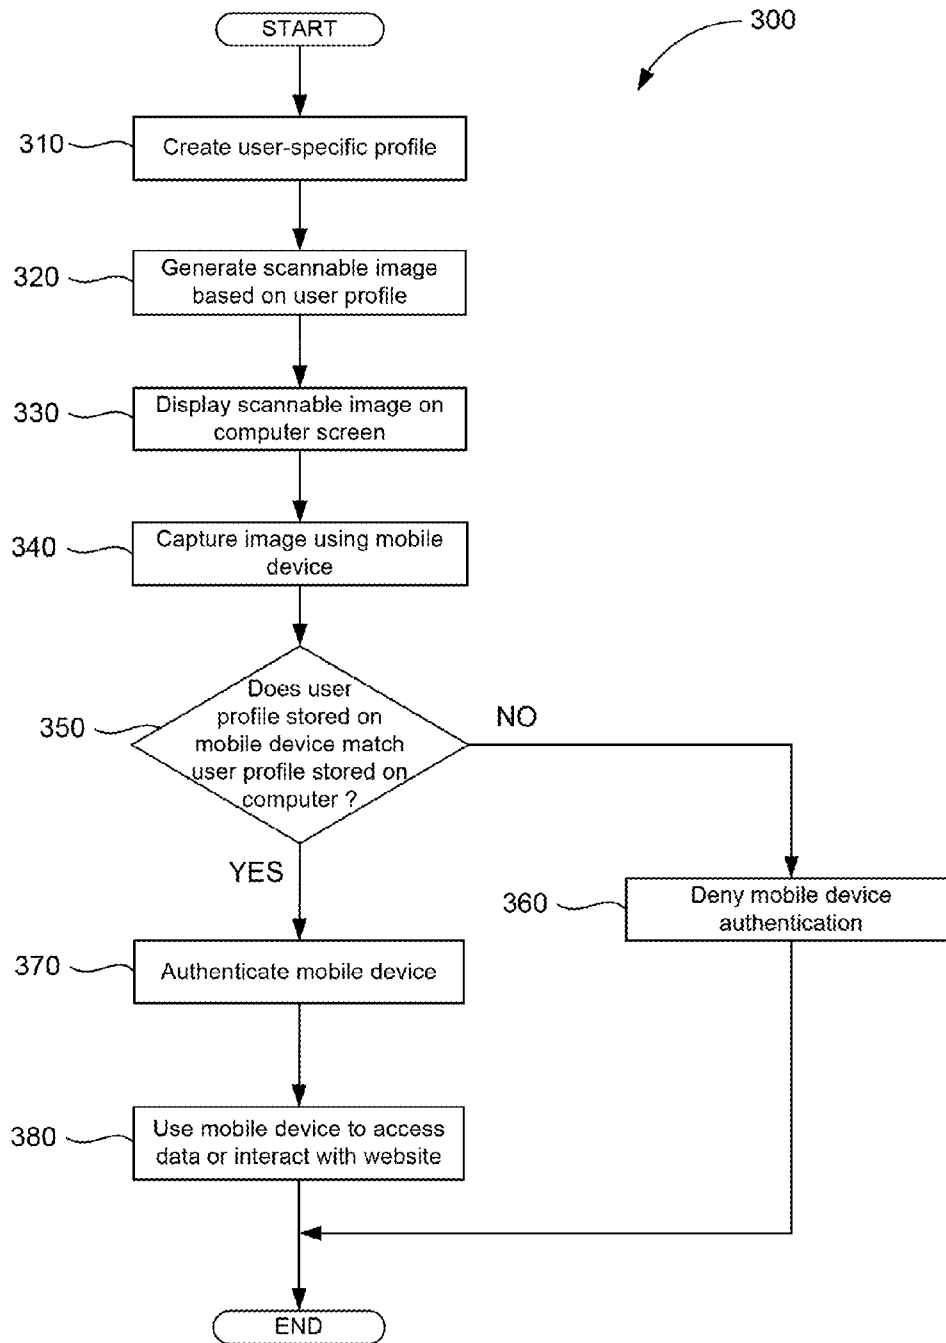 START
300
310
Create user-specific profile
320
Generate scannable image
based on user profile
330
Display scannable image on
computer screen
340
Capture image using mobile
device
350
Does user
profile stored on
mobile device match
user profile stored on
computer ?
NO
YES
360
Deny mobile device
authentication
370
Authenticate mobile device
380
Use mobile device to access
data or interact with website
END